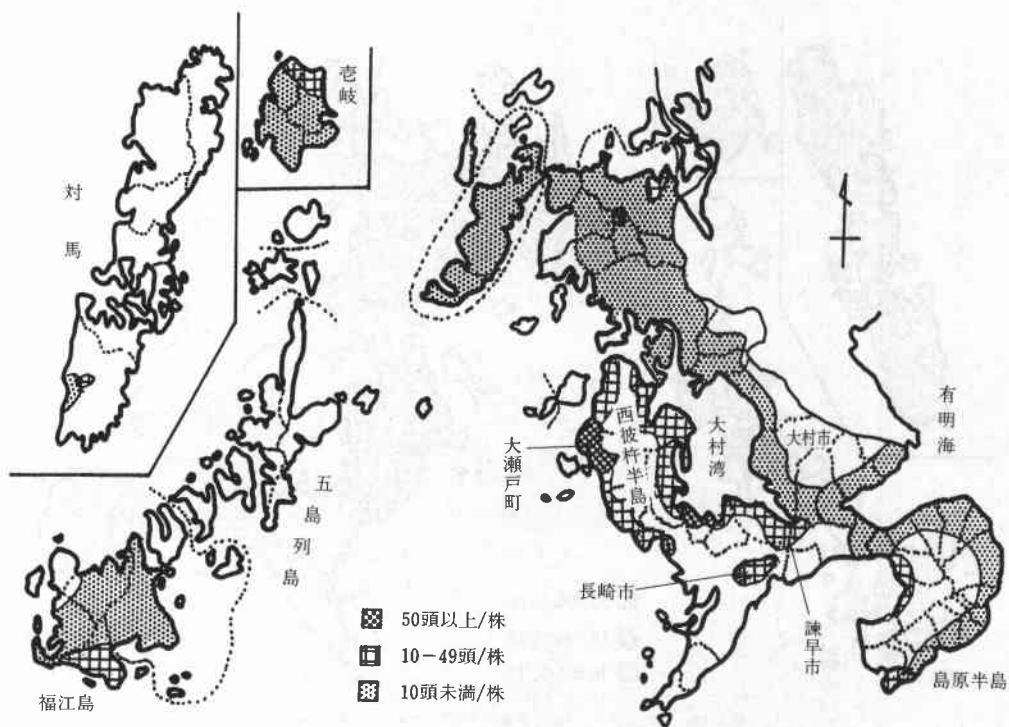 壱岐
対馬
有明海
大村市
大村湾
西彼杵半島
大瀬戸町
五島列島
長崎市
諫早市
島原半島
福江島
50頭以上/株
10−49頭/株
10頭未満/株